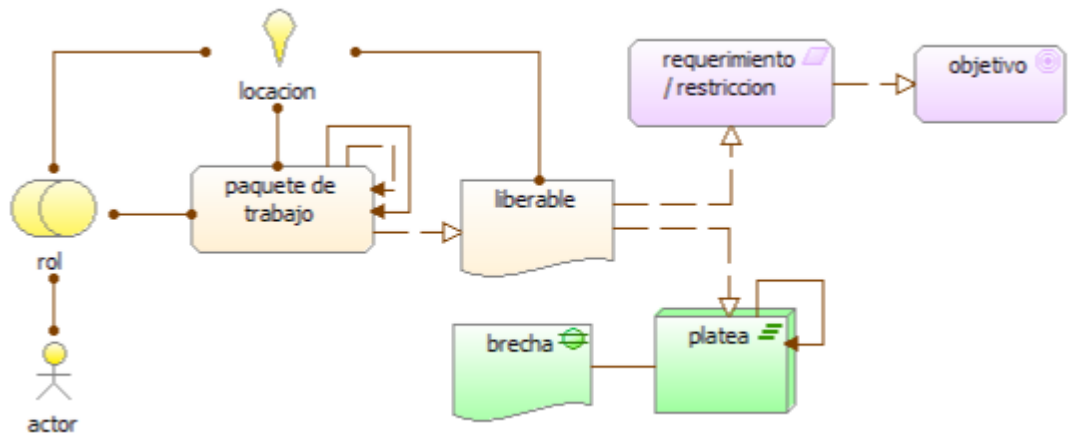 locacion
requerimiento
/ restriccion
objetivo
paquete de
trabajo
liberable
rol
brecha
platea
actor